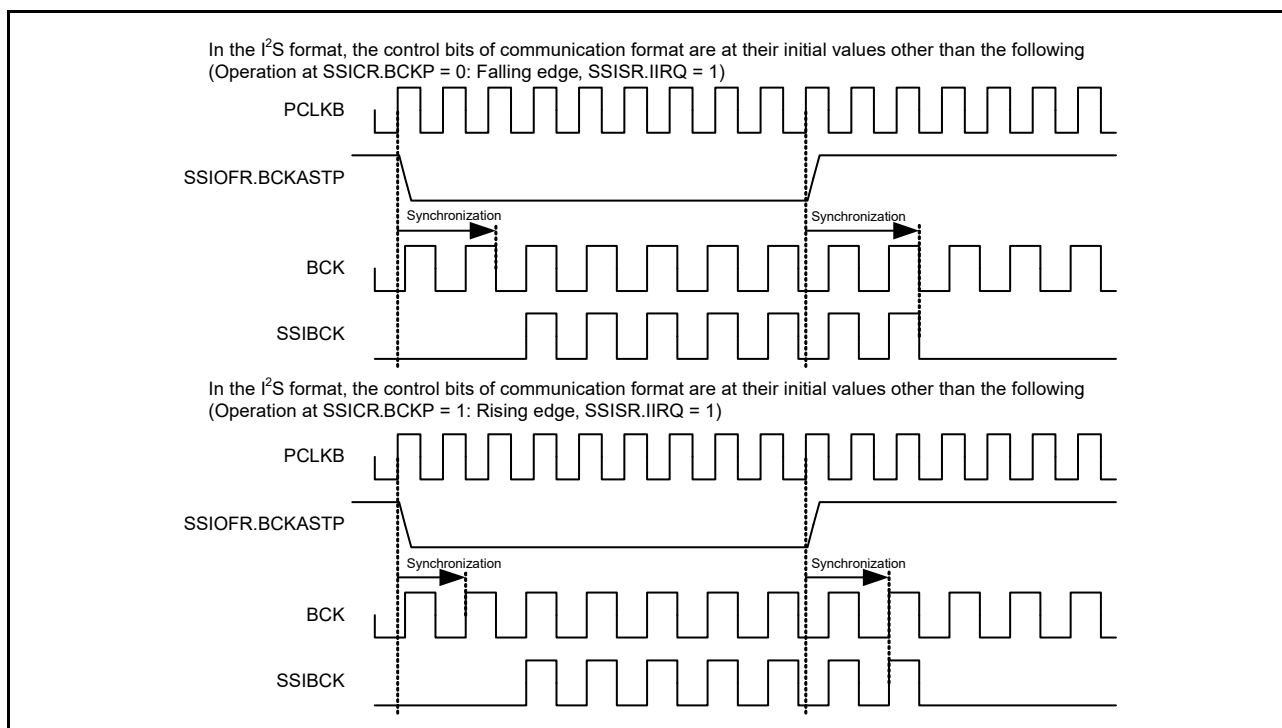 In the I²S format, the control bits of communication format are at their initial values other than the following
(Operation at SSICR.BCKP = 0: Falling edge, SSISR.IIRQ = 1)
PCLKB
SSIOFR.BCKASTP
Synchronization Synchronization
BCK
SSIBCK
In the I²S format, the control bits of communication format are at their initial values other than the following
(Operation at SSICR.BCKP = 1: Rising edge, SSISR.IIRQ = 1)
PCLKB
SSIOFR.BCKASTP
Synchronization Synchronization
BCK
SSIBCK